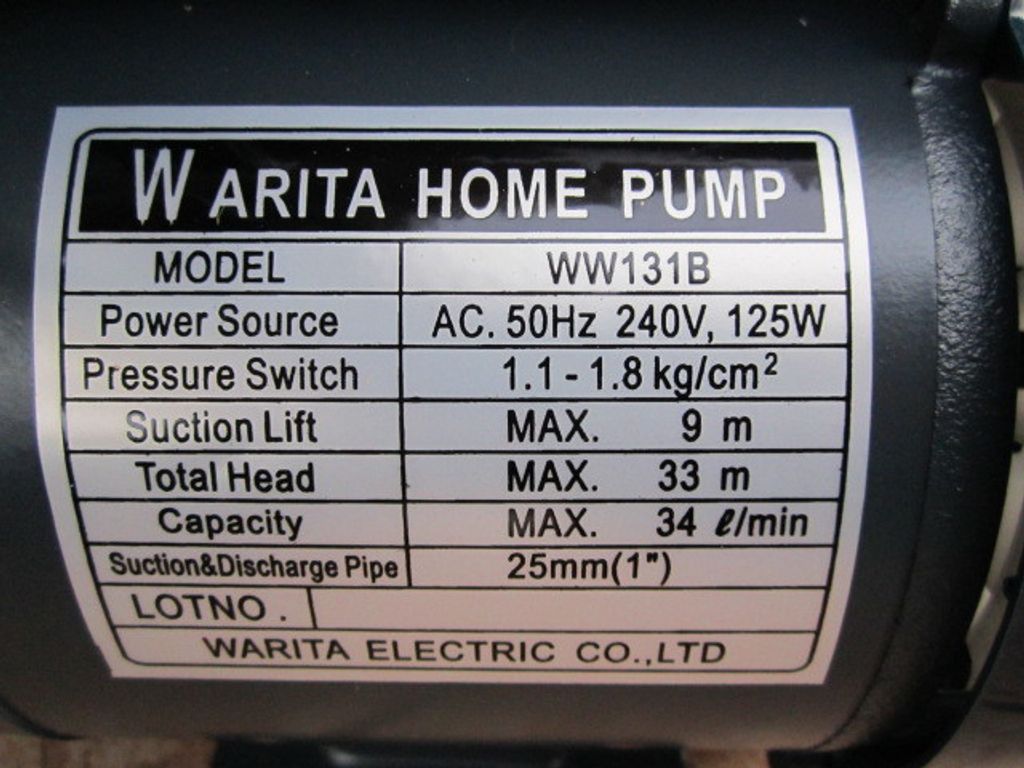 WARITA HOME PUMP
MODEL WW131B
Power Source AC. 50Hz 240V, 125W
Pressure Switch 1.1 - 1.8 kg/cm²
Suction Lift MAX. 9 m
Total Head MAX. 33 m
Capacity MAX. 34 ℓ/min
Suction&Discharge Pipe 25mm(1")
LOTNO .
WARITA ELECTRIC CO.,LTD